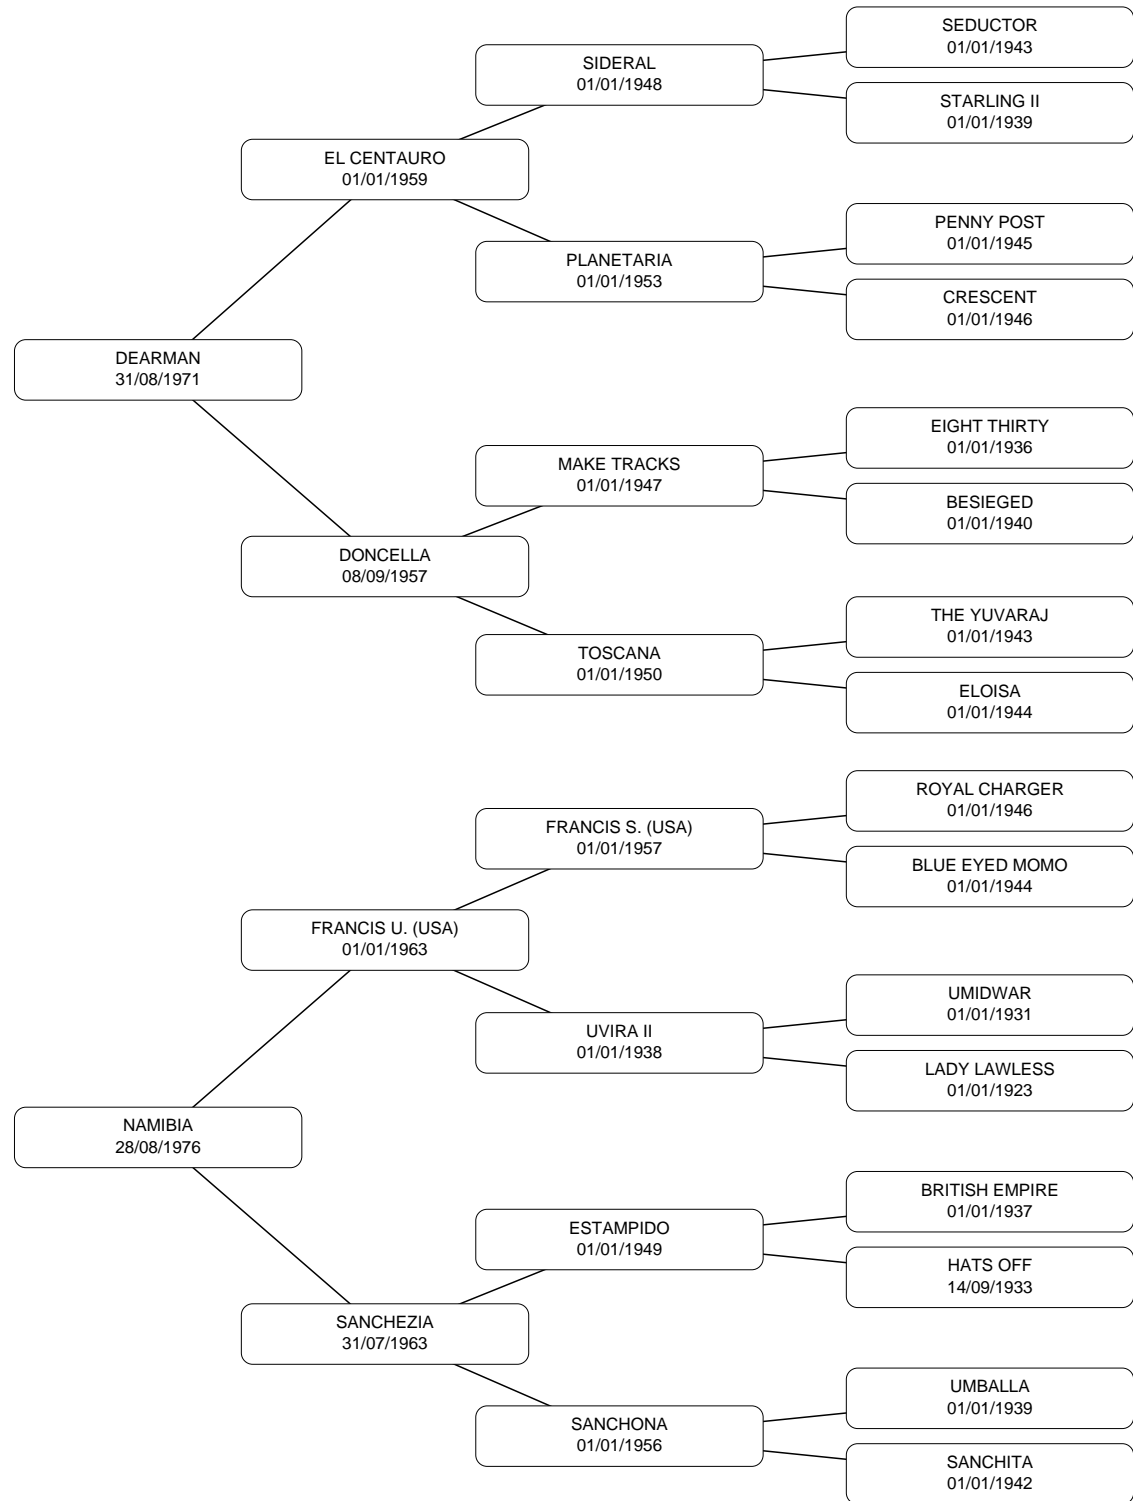 SEDUCTOR
01/01/1943
SIDERAL
01/01/1948
STARLING II
01/01/1939
EL CENTAURO
01/01/1959
PENNY POST
01/01/1945
PLANETARIA
01/01/1953
CRESCENT
01/01/1946
DEARMAN
31/08/1971
EIGHT THIRTY
01/01/1936
MAKE TRACKS
01/01/1947
BESIEGED
01/01/1940
DONCELLA
08/09/1957
THE YUVARAJ
01/01/1943
TOSCANA
01/01/1950
ELOISA
01/01/1944
ROYAL CHARGER
01/01/1946
FRANCIS S. (USA)
01/01/1957
BLUE EYED MOMO
01/01/1944
FRANCIS U. (USA)
01/01/1963
UMIDWAR
01/01/1931
UVIRA II
01/01/1938
LADY LAWLESS
01/01/1923
NAMIBIA
28/08/1976
BRITISH EMPIRE
01/01/1937
ESTAMPIDO
01/01/1949
HATS OFF
14/09/1933
SANCHEZIA
31/07/1963
UMBALLA
01/01/1939
SANCHONA
01/01/1956
SANCHITA
01/01/1942